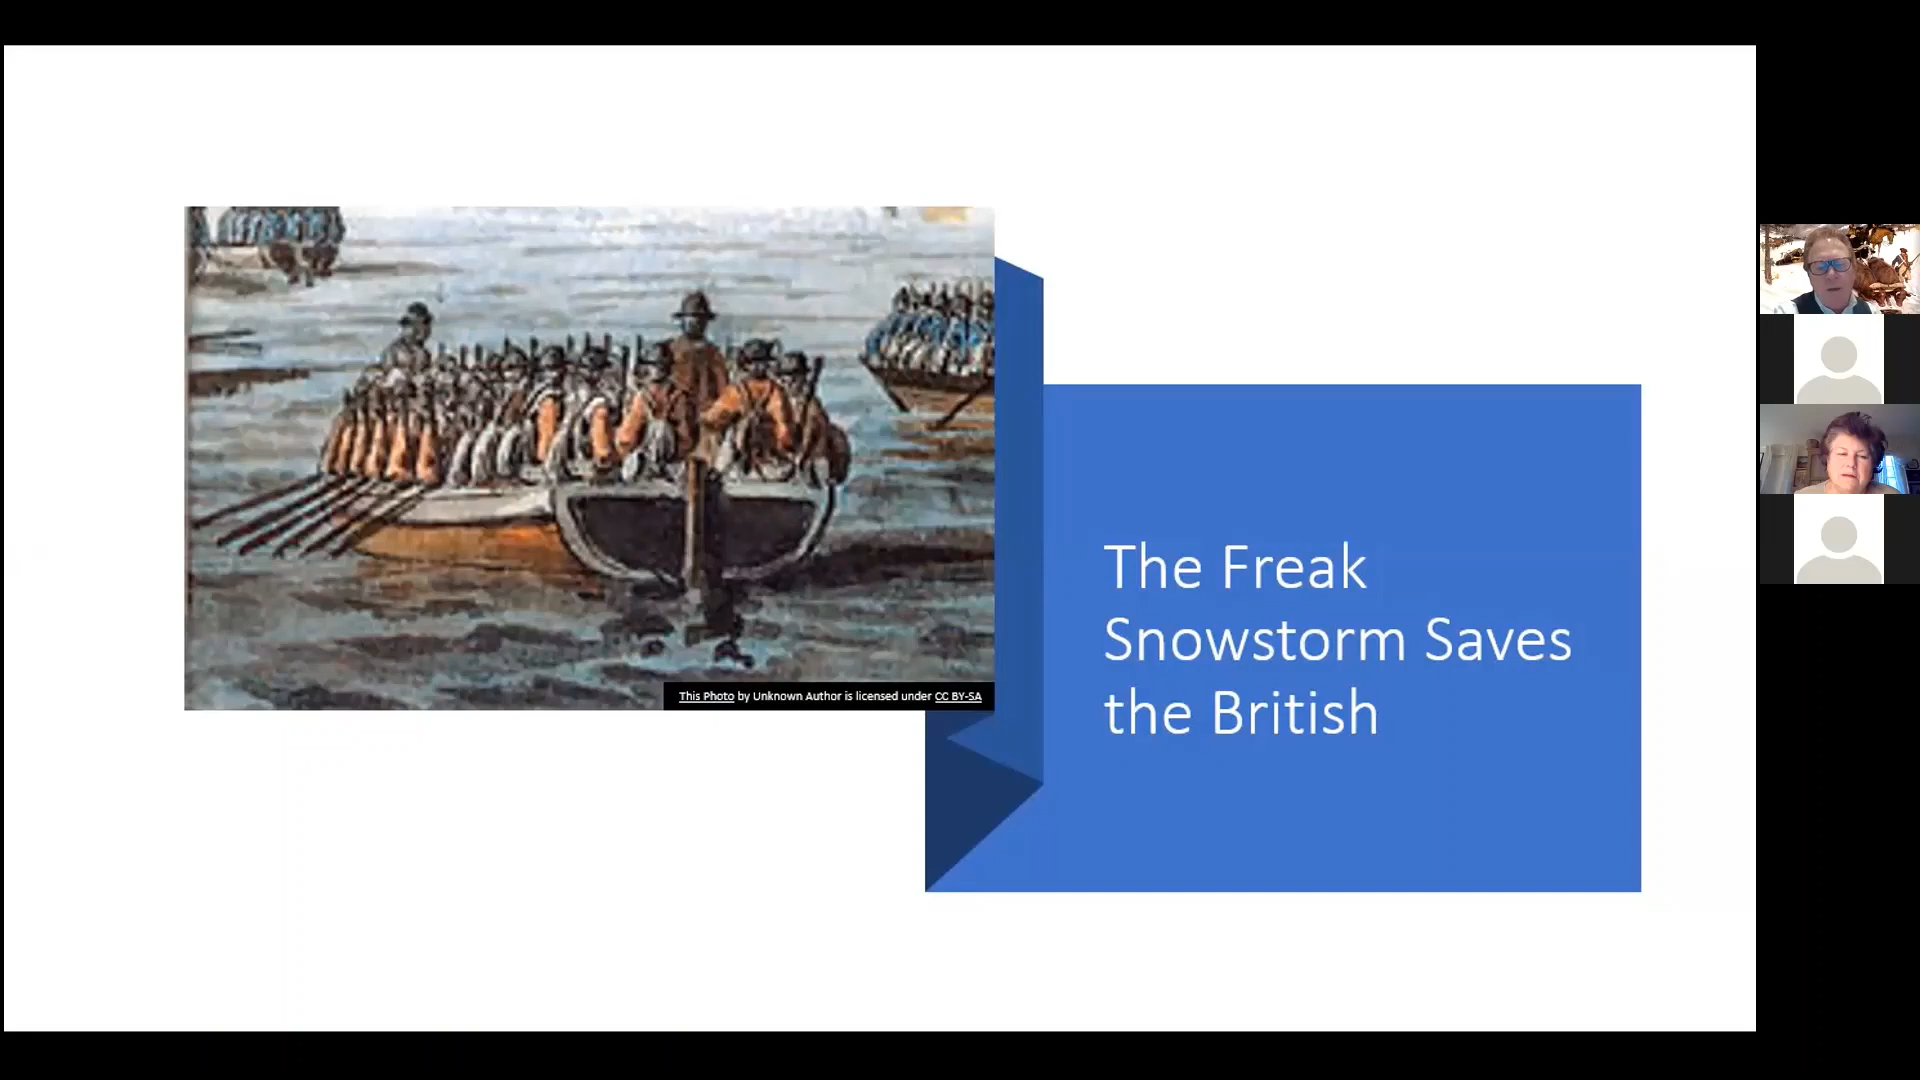 This Photo by Unknown Author is licensed under CC BY-SA
The Freak
Snowstorm Saves
the British